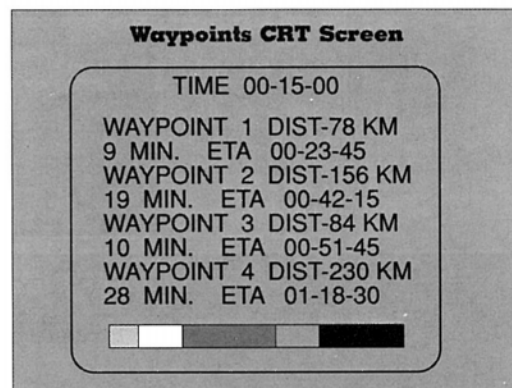 Waypoints CRT Screen
TIME 00-15-00
WAYPOINT 1 DIST-78 KM
9 MIN. ETA 00-23-45
WAYPOINT 2 DIST-156 KM
19 MIN. ETA 00-42-15
WAYPOINT 3 DIST-84 KM
10 MIN. ETA 00-51-45
WAYPOINT 4 DIST-230 KM
28 MIN. ETA 01-18-30